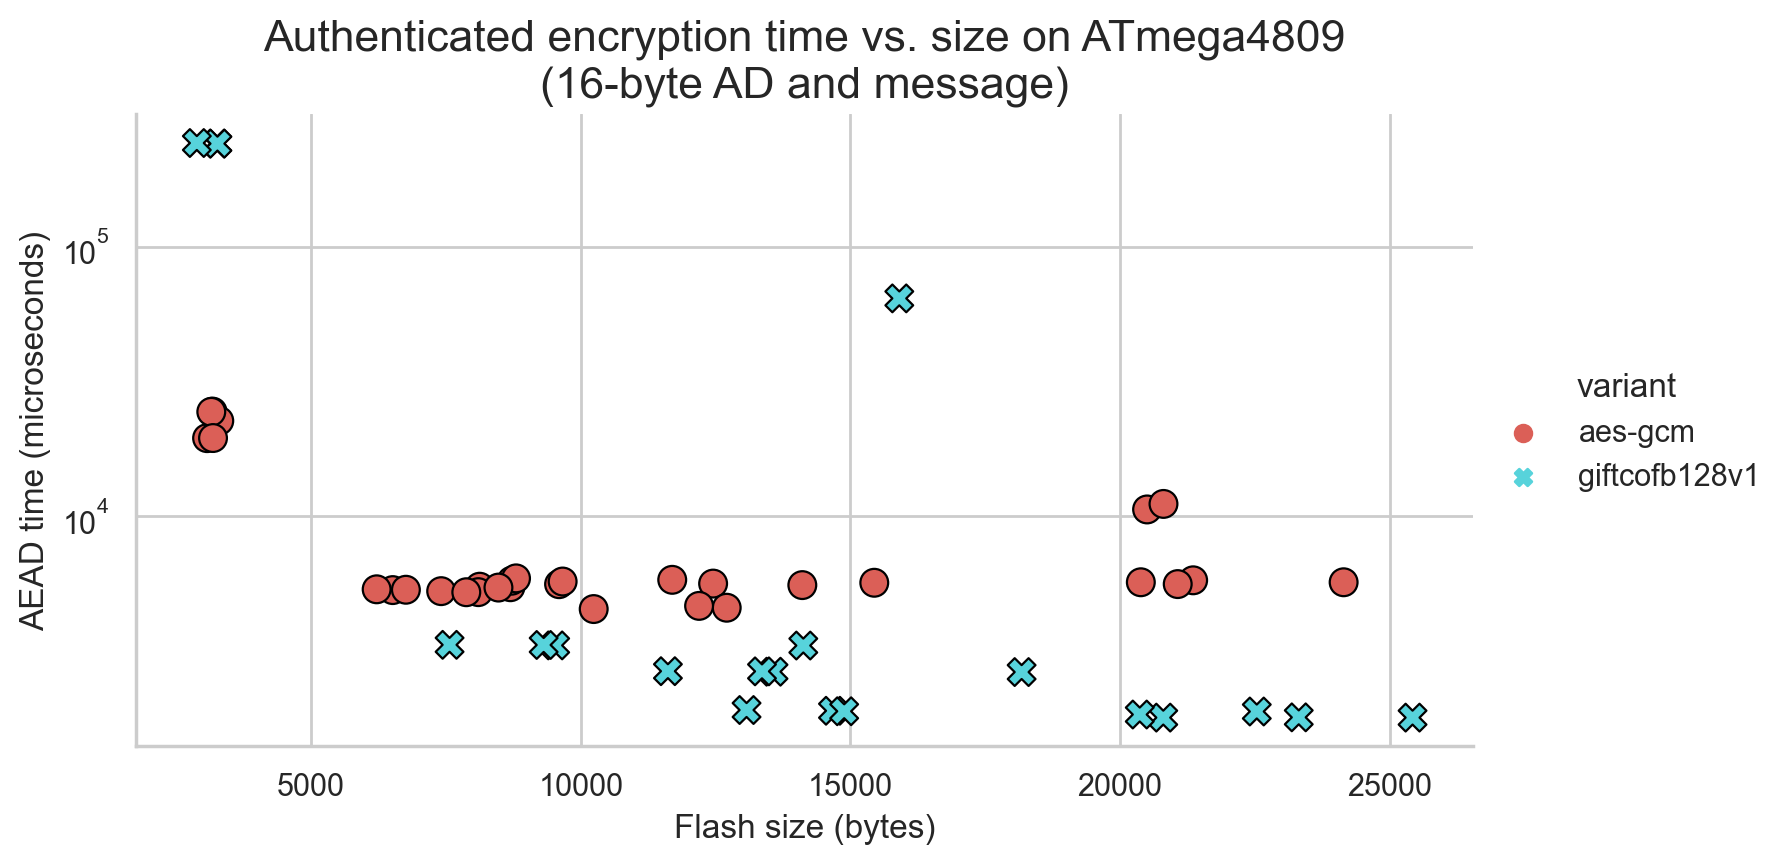 Authenticated encryption time vs. size on ATmega4809
(16-byte AD and message)
AEAD time (microseconds)
10^5
10^4
5000
10000
15000
20000
25000
Flash size (bytes)
variant
aes-gcm
giftcofb128v1